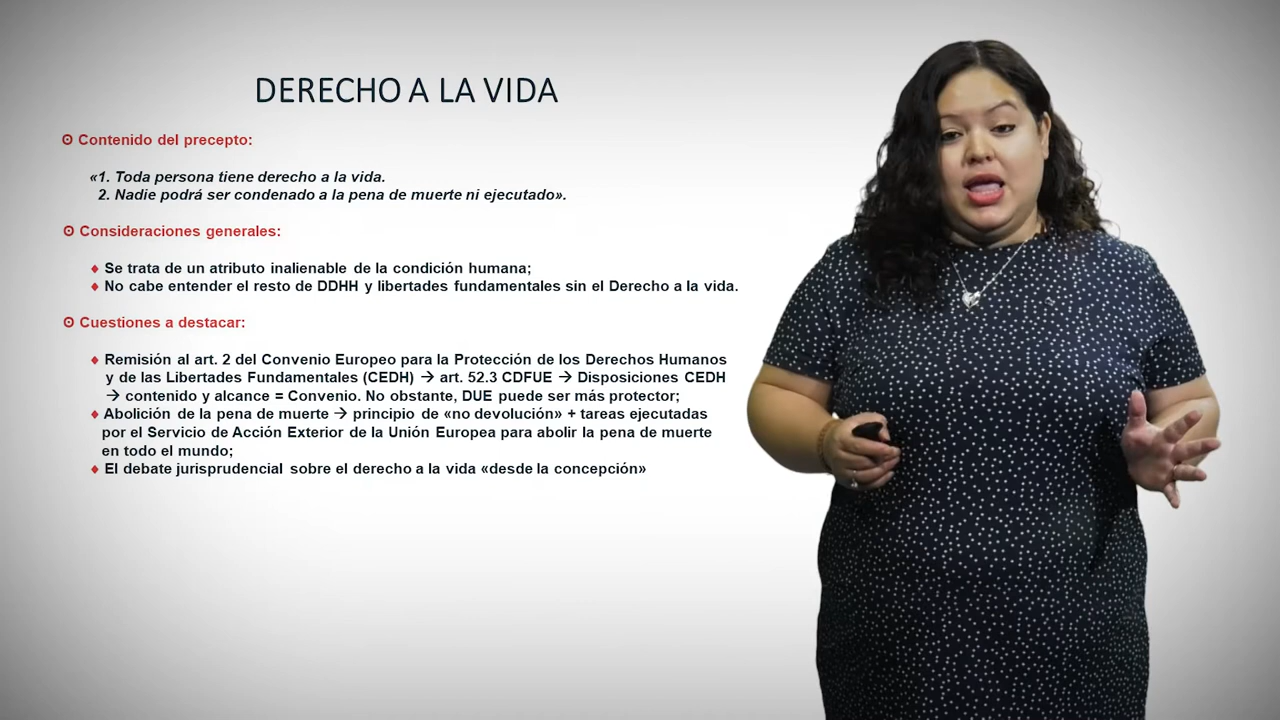 DERECHO A LA VIDA
ʘ Contenido del precepto:
«1. Toda persona tiene derecho a la vida.
2. Nadie podrá ser condenado a la pena de muerte ni ejecutado».
ʘ Consideraciones generales:
♦ Se trata de un atributo inalienable de la condición humana;
♦ No cabe entender el resto de DDHH y libertades fundamentales sin el Derecho a la vida.
ʘ Cuestiones a destacar:
♦ Remisión al art. 2 del Convenio Europeo para la Protección de los Derechos Humanos
y de las Libertades Fundamentales (CEDH) → art. 52.3 CDFUE → Disposiciones CEDH
→ contenido y alcance = Convenio. No obstante, DUE puede ser más protector;
♦ Abolición de la pena de muerte → principio de «no devolución» + tareas ejecutadas
por el Servicio de Acción Exterior de la Unión Europea para abolir la pena de muerte
en todo el mundo;
♦ El debate jurisprudencial sobre el derecho a la vida «desde la concepción»